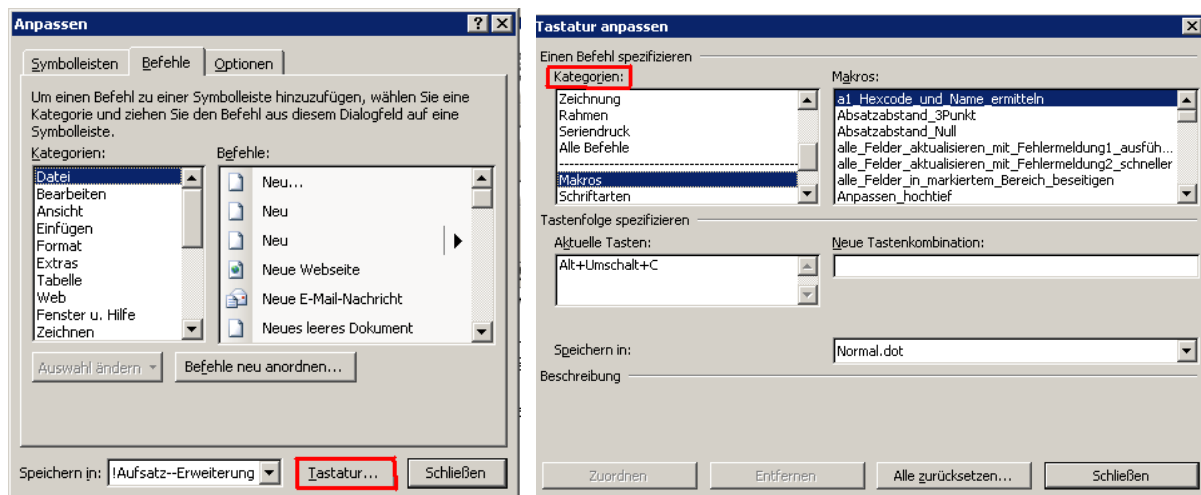 Anpassen
Symbolleisten Befehle Optionen
Um einen Befehl zu einer Symbolleiste hinzuzufügen, wählen Sie eine
Kategorie und ziehen Sie den Befehl aus diesem Dialogfeld auf eine
Symbolleiste.
Kategorien: Befehle:
Datei
Bearbeiten
Ansicht
Einfügen
Format
Extras
Tabelle
Web
Fenster u. Hilfe
Zeichnen
Neu...
Neu
Neu
Neue Webseite
Neue E-Mail-Nachricht
Neues leeres Dokument
Auswahl ändern Befehle neu anordnen...
Speichern in: !Aufsatz--Erweiterung Tastatur... Schließen
Tastatur anpassen
Einen Befehl spezifizieren
Kategorien: Makros:
Zeichnung
Rahmen
Seriendruck
Alle Befehle
Makros
Schriftarten
a1_Hexcode_und_Name_ermitteln
Absatzabstand_3Punkt
Absatzabstand_Null
alle_Felder_aktualisieren_mit_Fehlermeldung1_ausfüh...
alle_Felder_aktualisieren_mit_Fehlermeldung2_schneller
alle_Felder_in_markiertem_Bereich_beseitigen
Anpassen_hochtief
Tastenfolge spezifizieren
Aktuelle Tasten: Neue Tastenkombination:
Alt+Umschalt+C
Speichern in: Normal.dot
Beschreibung
Zuordnen Entfernen Alle zurücksetzen... Schließen